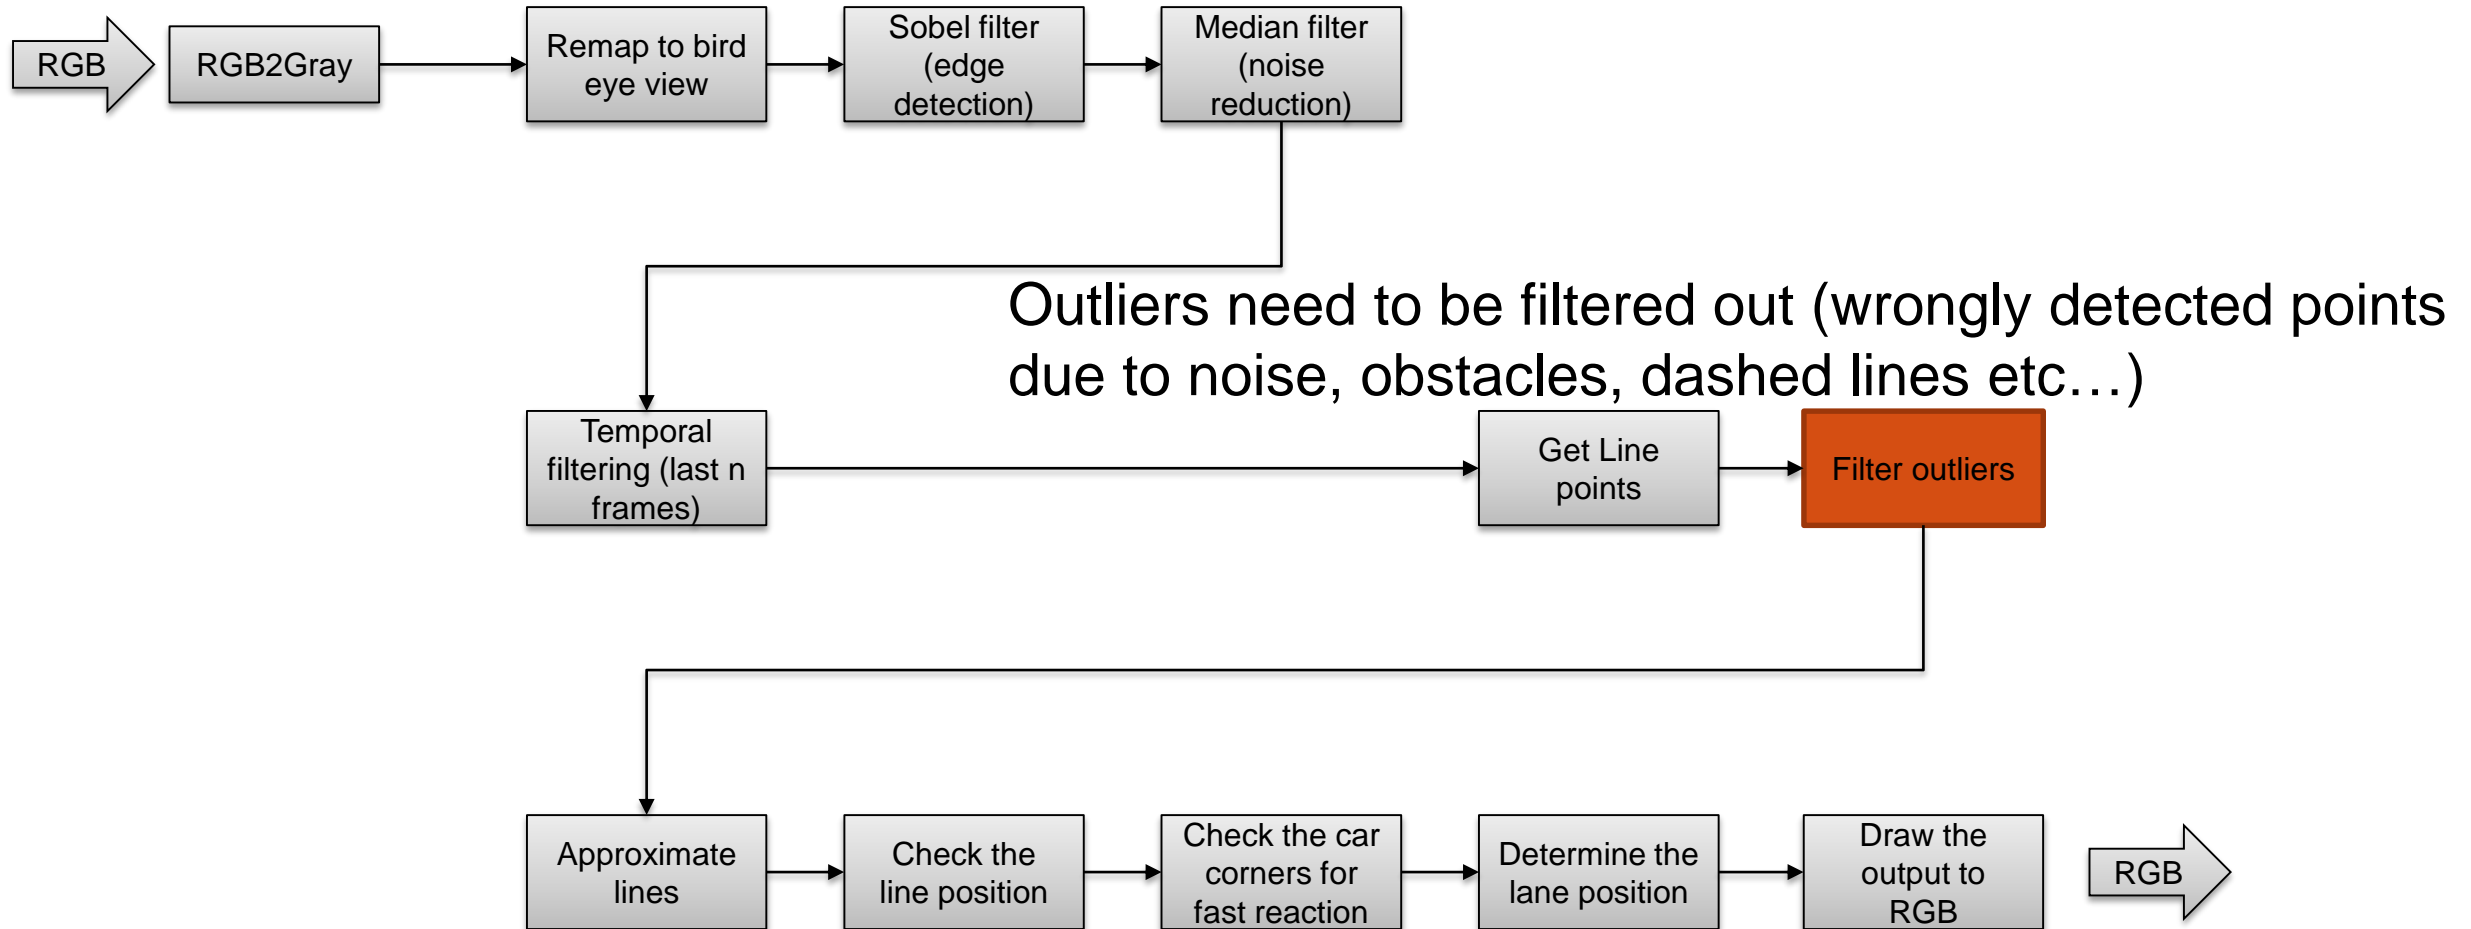 RGB
RGB2Gray
Remap to bird
eye view
Sobel filter
(edge
detection)
Median filter
(noise
reduction)
Outliers need to be filtered out (wrongly detected points
due to noise, obstacles, dashed lines etc…)
Temporal
filtering (last n
frames)
Get Line
points
Filter outliers
Approximate
lines
Check the
line position
Check the car
corners for
fast reaction
Determine the
lane position
Draw the
output to
RGB
RGB